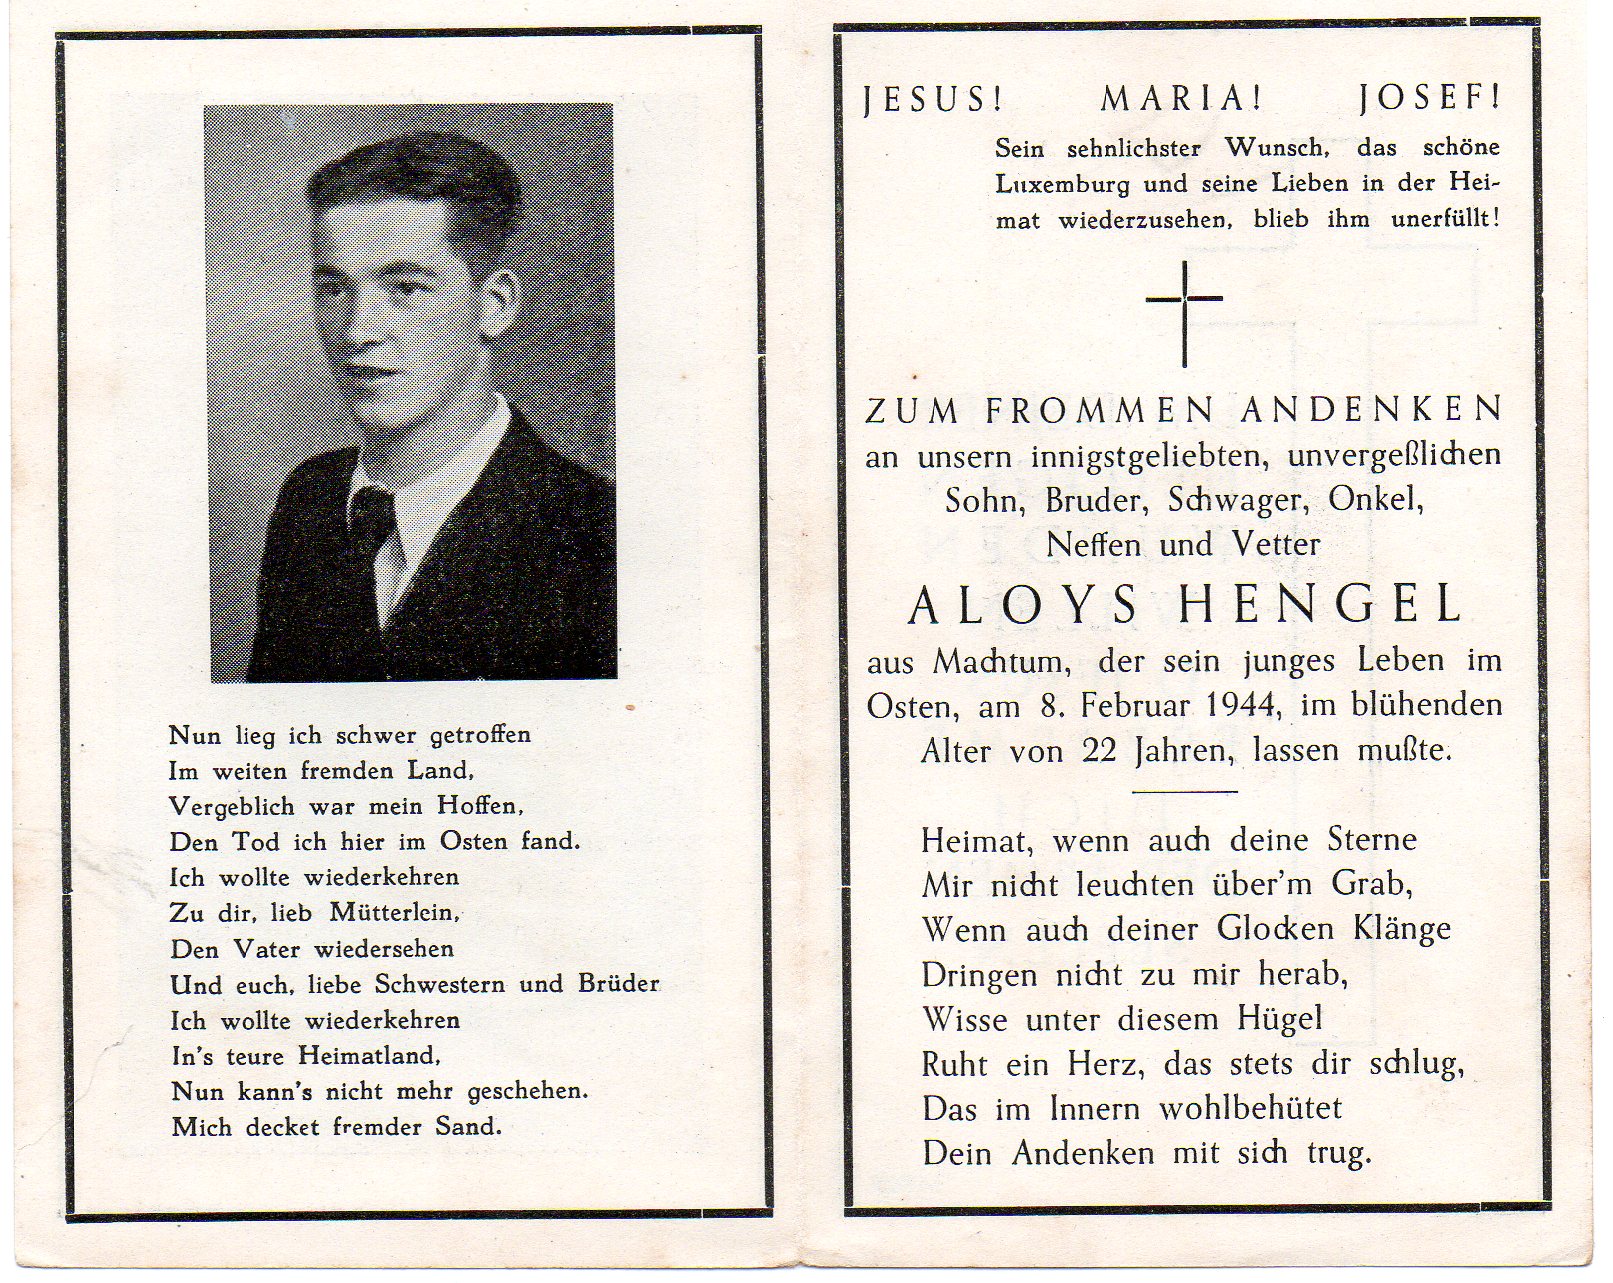 Nun lieg ich schwer getroffen
Im weiten fremden Land,
Vergeblich war mein Hoffen,
Den Tod ich hier im Osten fand.
Ich wollte wiederkehren
Zu dir, lieb Mütterlein,
Den Vater wiedersehen
Und euch, liebe Schwestern und Brüder
Ich wollte wiederkehren
In's teure Heimatland,
Nun kann's nicht mehr geschehen.
Mich decket fremder Sand.
JESUS! MARIA! JOSEF!
Sein sehnlichster Wunsch, das schöne
Luxemburg und seine Lieben in der Hei-
mat wiederzusehen, blieb ihm unerfüllt!
ZUM FROMMEN ANDENKEN
an unsern innigstgeliebten, unvergeßlichen
Sohn, Bruder, Schwager, Onkel,
Neffen und Vetter
ALOYS HENGEL
aus Machtum, der sein junges Leben im
Osten, am 8. Februar 1944, im blühenden
Alter von 22 Jahren, lassen mußte.
Heimat, wenn auch deine Sterne
Mir nicht leuchten über'm Grab,
Wenn auch deiner Glocken Klänge
Dringen nicht zu mir herab,
Wisse unter diesem Hügel
Ruht ein Herz, das stets dir schlug,
Das im Innern wohlbehütet
Dein Andenken mit sich trug.